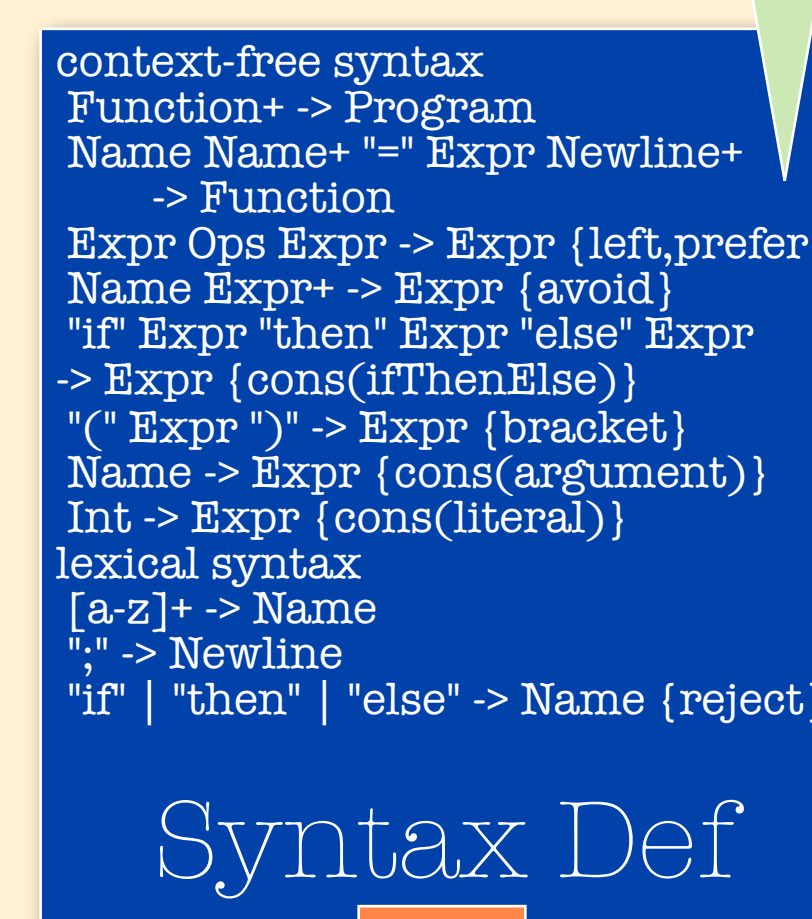 context-free syntax
Function+ -> Program
Name Name+ "=" Expr Newline+
-> Function
Expr Ops Expr -> Expr {left,prefer
Name Expr+ -> Expr {avoid}
"if" Expr "then" Expr "else" Expr
-> Expr {cons(ifThenElse)}
"(" Expr ")" -> Expr {bracket}
Name -> Expr {cons(argument)}
Int -> Expr {cons(literal)}
lexical syntax
[a-z]+ -> Name
";" -> Newline
"if" | "then" | "else" -> Name {reject}
Syntax Def